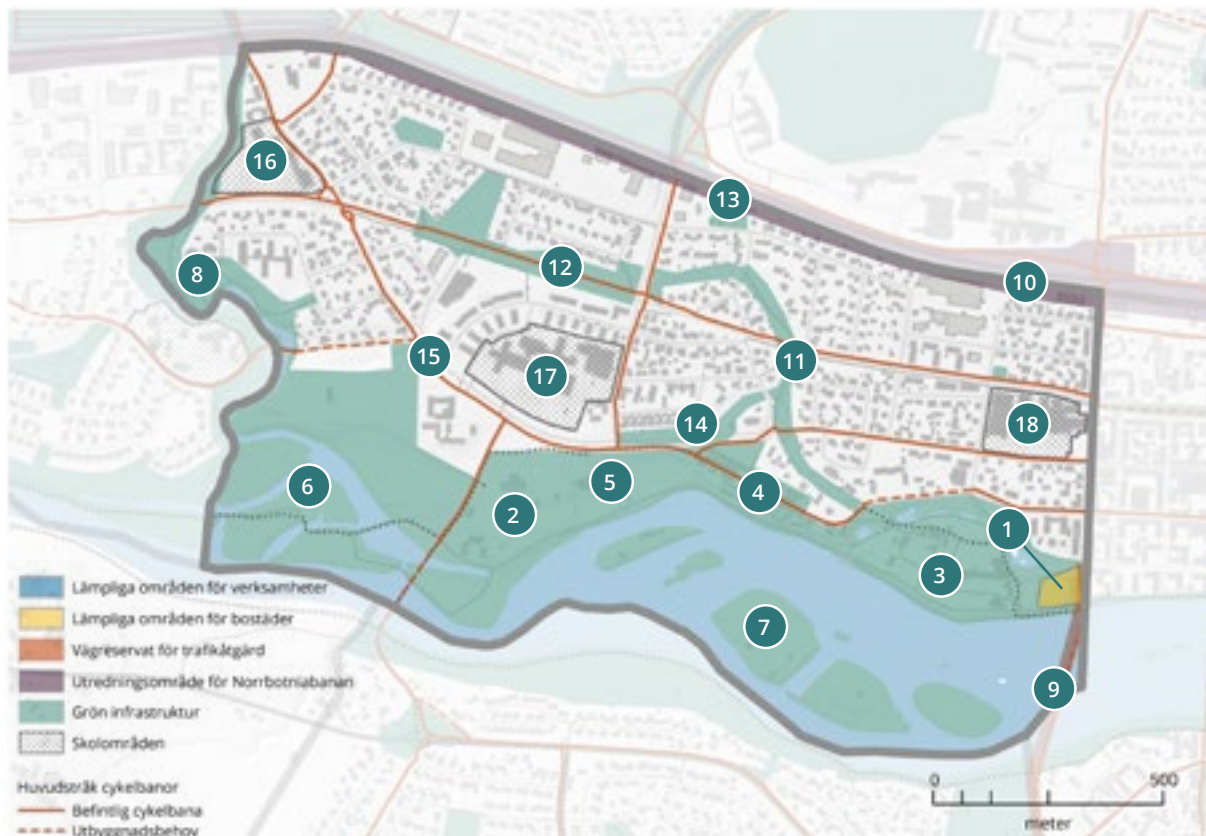 16
13
12
8
10
15
11
17
14
18
6
5
4
2
1
3
7
9
Lämpliga områden för verksamheter
Lämpliga områden för bostäder
Vägreservat för trafikåtgärd
Utredningsområde för Norrbotniabanan
Grön infrastruktur
Skolområden
Huvudstråk cykelbanor
Befintlig cykelbana
Utbyggnadsbehov
0 500
meter